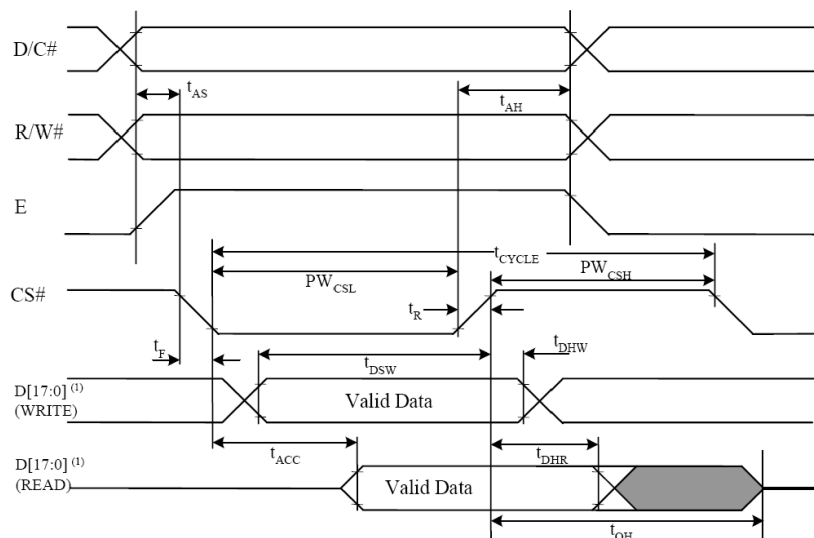 D/C#
tAS
tAH
R/W#
E
tCYCLE
PWCSL
PWCSH
CS#
tR
tF
tDSW
tDHW
D[17:0] (1)
(WRITE)
Valid Data
tACC
tDHR
D[17:0] (1)
(READ)
Valid Data
tOH